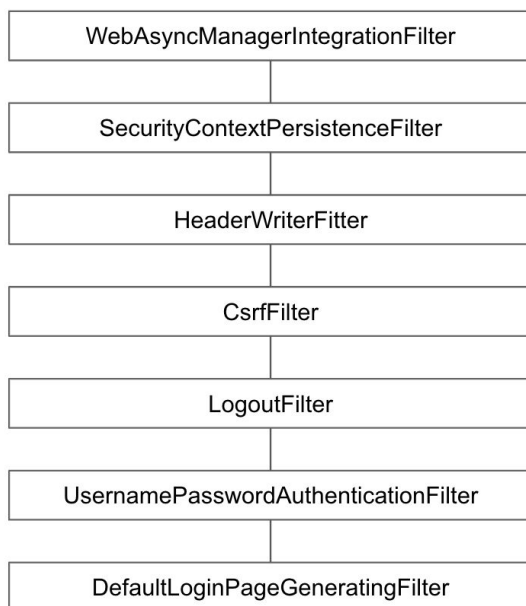 WebAsyncManagerIntegrationFilter
SecurityContextPersistenceFilter
HeaderWriterFitter
CsrfFilter
LogoutFilter
UsernamePasswordAuthenticationFilter
DefaultLoginPageGeneratingFilter